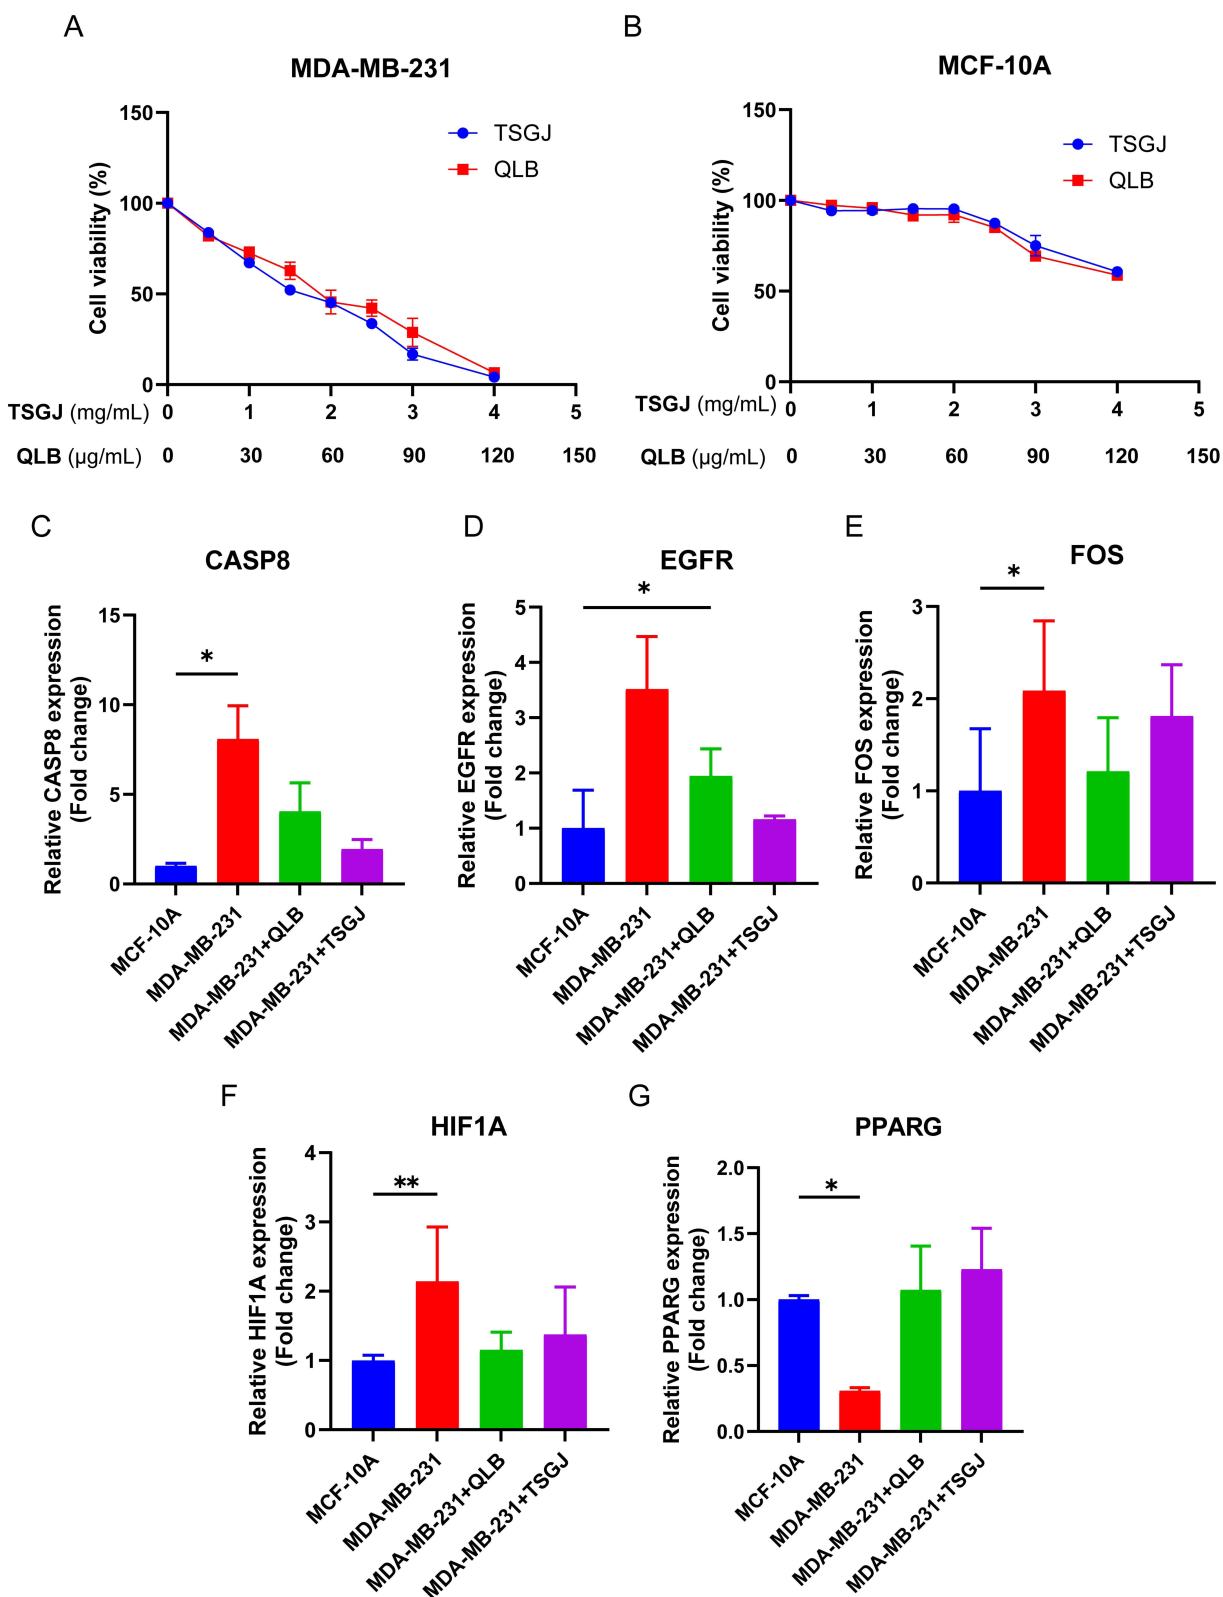 A
MDA-MB-231
TSGJ
QLB
Cell viability (%)
150
100
50
0
TSGJ (mg/mL) 0 1 2 3 4 5
QLB (μg/mL) 0 30 60 90 120 150
B
MCF-10A
TSGJ
QLB
Cell viability (%)
150
100
50
0
TSGJ (mg/mL) 0 1 2 3 4 5
QLB (μg/mL) 0 30 60 90 120 150
C
CASP8
Relative CASP8 expression
(Fold change)
15
10
5
0
*
MCF-10A
MDA-MB-231
MDA-MB-231+QLB
MDA-MB-231+TSGJ
D
EGFR
Relative EGFR expression
(Fold change)
5
4
3
2
1
0
*
MCF-10A
MDA-MB-231
MDA-MB-231+QLB
MDA-MB-231+TSGJ
E
FOS
Relative FOS expression
(Fold change)
3
2
1
0
*
MCF-10A
MDA-MB-231
MDA-MB-231+QLB
MDA-MB-231+TSGJ
F
HIF1A
Relative HIF1A expression
(Fold change)
4
3
2
1
0
**
MCF-10A
MDA-MB-231
MDA-MB-231+QLB
MDA-MB-231+TSGJ
G
PPARG
Relative PPARG expression
(Fold change)
2.0
1.5
1.0
0.5
0.0
*
MCF-10A
MDA-MB-231
MDA-MB-231+QLB
MDA-MB-231+TSGJ